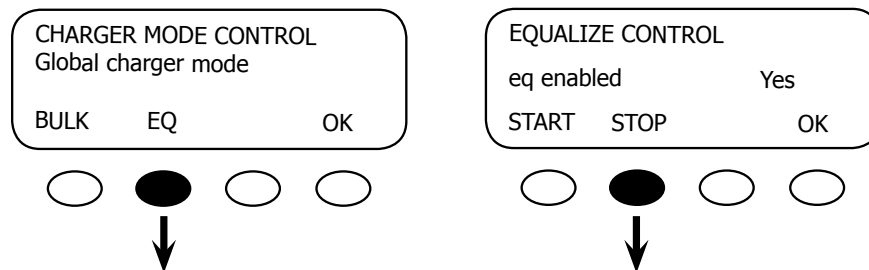 CHARGER MODE CONTROL
Global charger mode
BULK EQ OK
EQUALIZE CONTROL
eq enabled Yes
START STOP OK